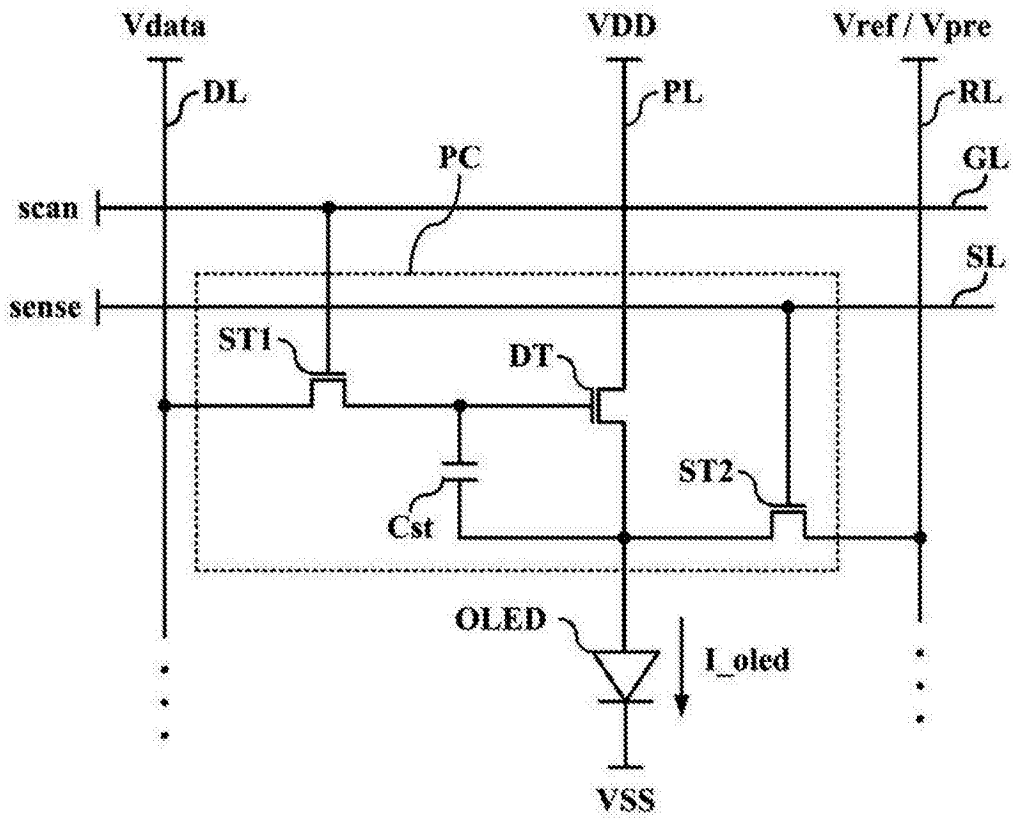 Vdata
VDD
Vref / Vpre
DL
PL
RL
PC
GL
scan
SL
sense
ST1
DT
ST2
Cst
OLED
I_oled
VSS